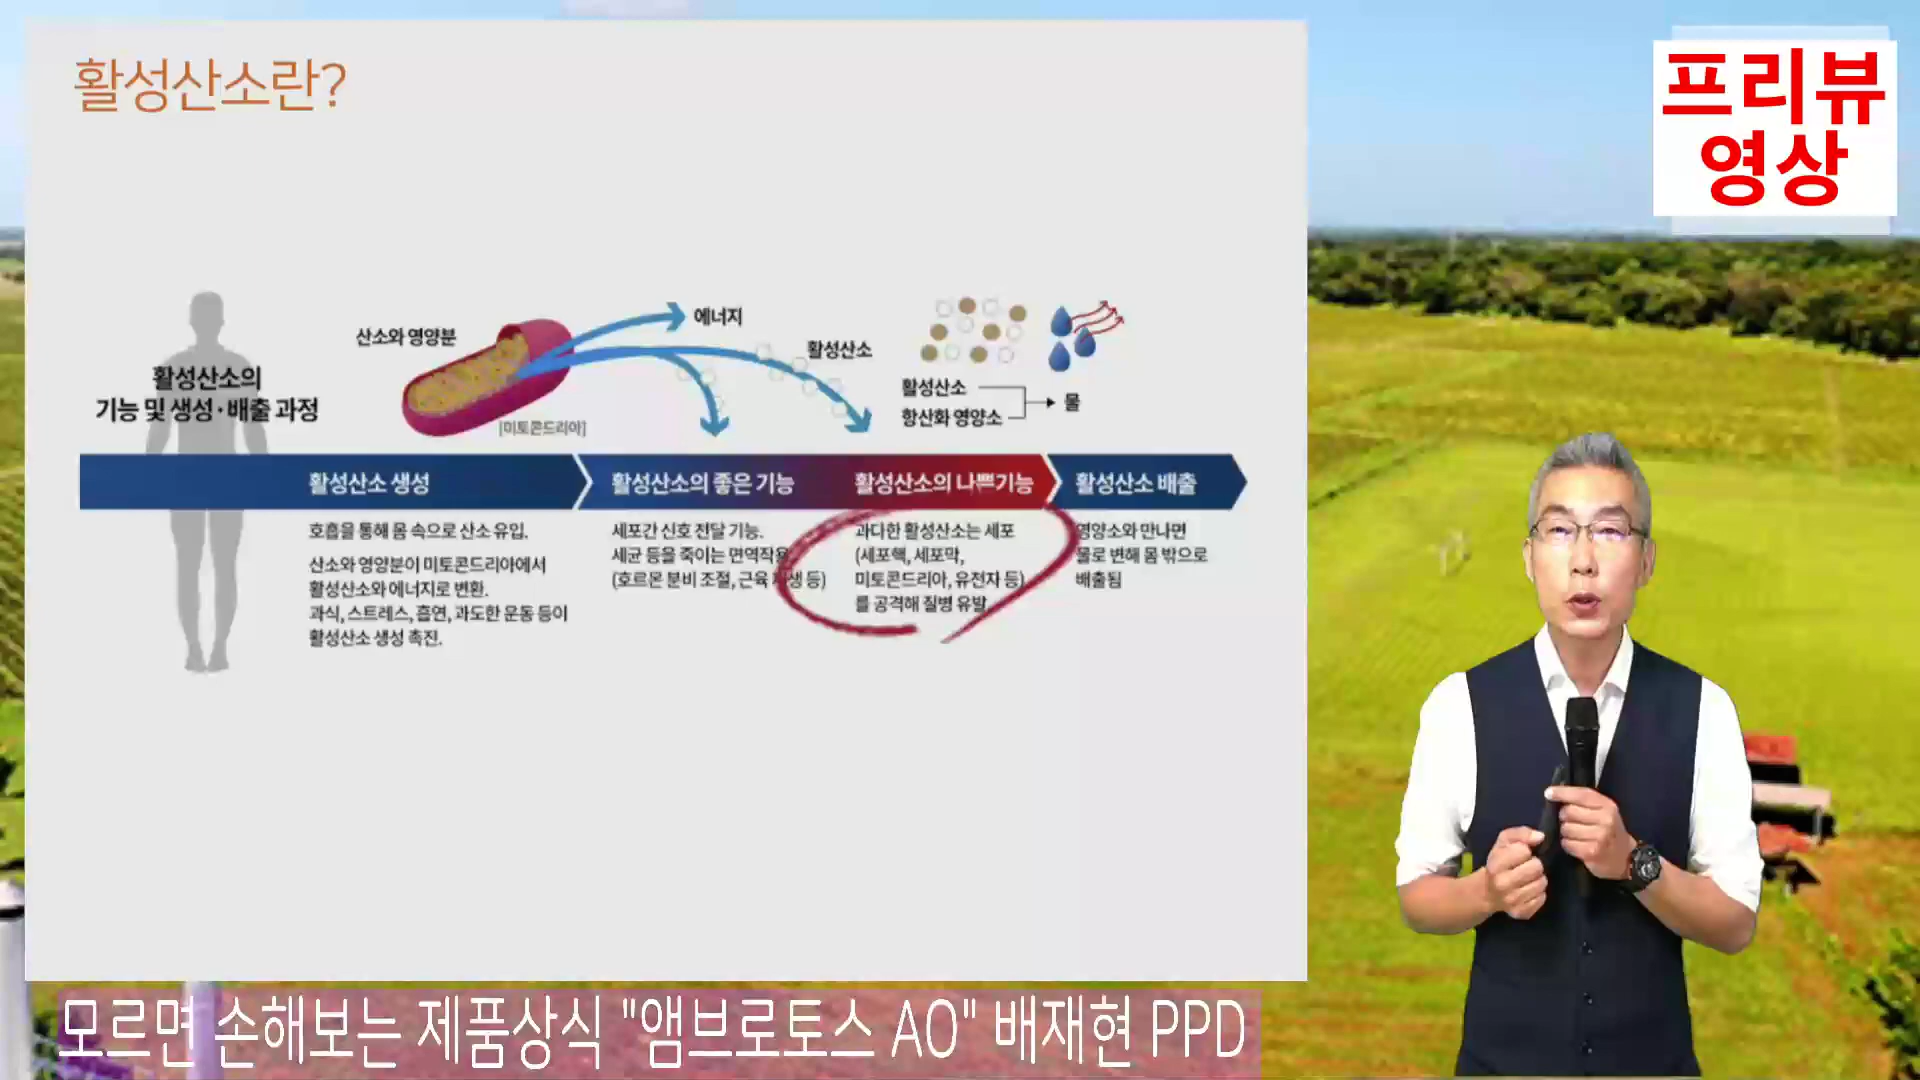 활성산소란?
프리뷰
영상
산소와 영양분
에너지
활성산소
활성산소의
기능 및 생성·배출 과정
[미토콘드리아]
활성산소
항산화 영양소
물
활성산소 생성
호흡을 통해 몸 속으로 산소 유입.
산소와 영양분이 미토콘드리아에서
활성산소와 에너지로 변환.
과식, 스트레스, 흡연, 과도한 운동 등이
활성산소 생성 촉진.
활성산소의 좋은 기능
세포간 신호 전달 기능.
세균 등을 죽이는 면역작용
(호르몬 분비 조절, 근육 재생 등)
활성산소의 나쁜기능
과다한 활성산소는 세포
(세포핵, 세포막,
미토콘드리아, 유전자 등)
를 공격해 질병 유발
활성산소 배출
영양소와 만나면
물로 변해 몸 밖으로
배출됨
모르면 손해보는 제품상식 "앰브로토스 AO" 배재현 PPD